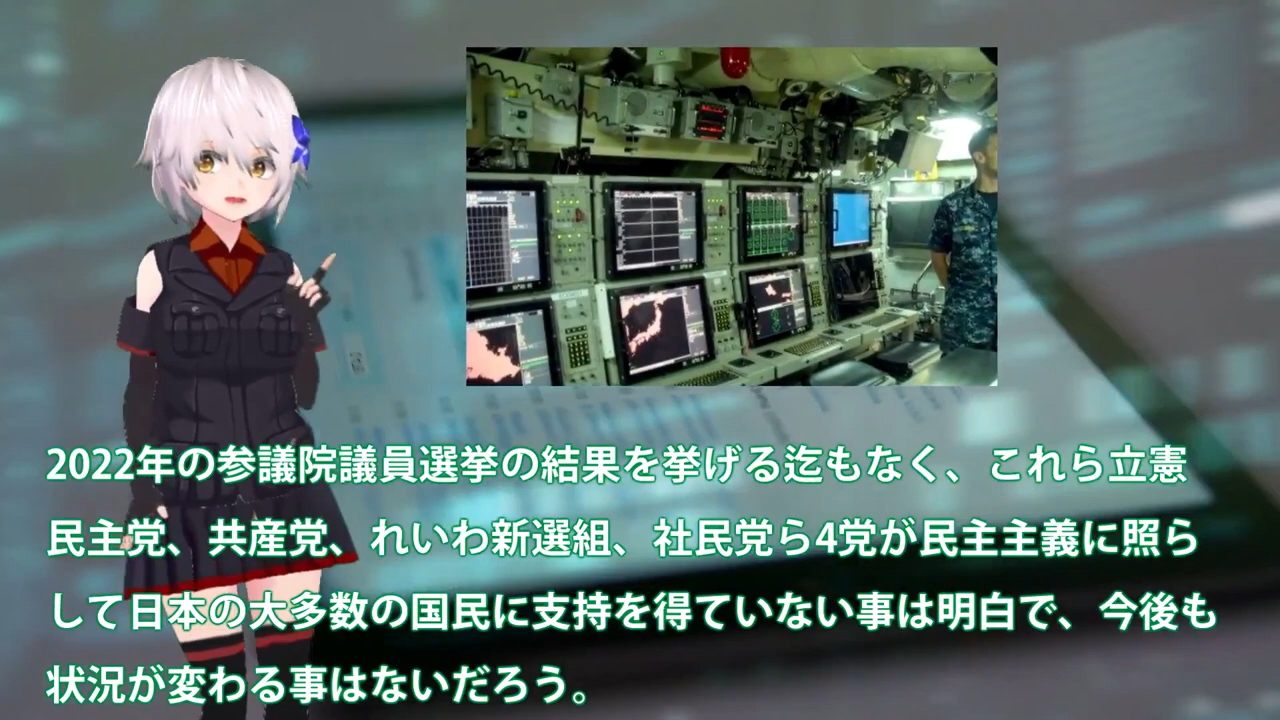 2022年の参議院議員選挙の結果を挙げる迄もなく、これら立憲
民主党、共産党、れいわ新選組、社民党ら4党が民主主義に照ら
して日本の大多数の国民に支持を得ていない事は明白で、今後も
状況が変わる事はないだろう。